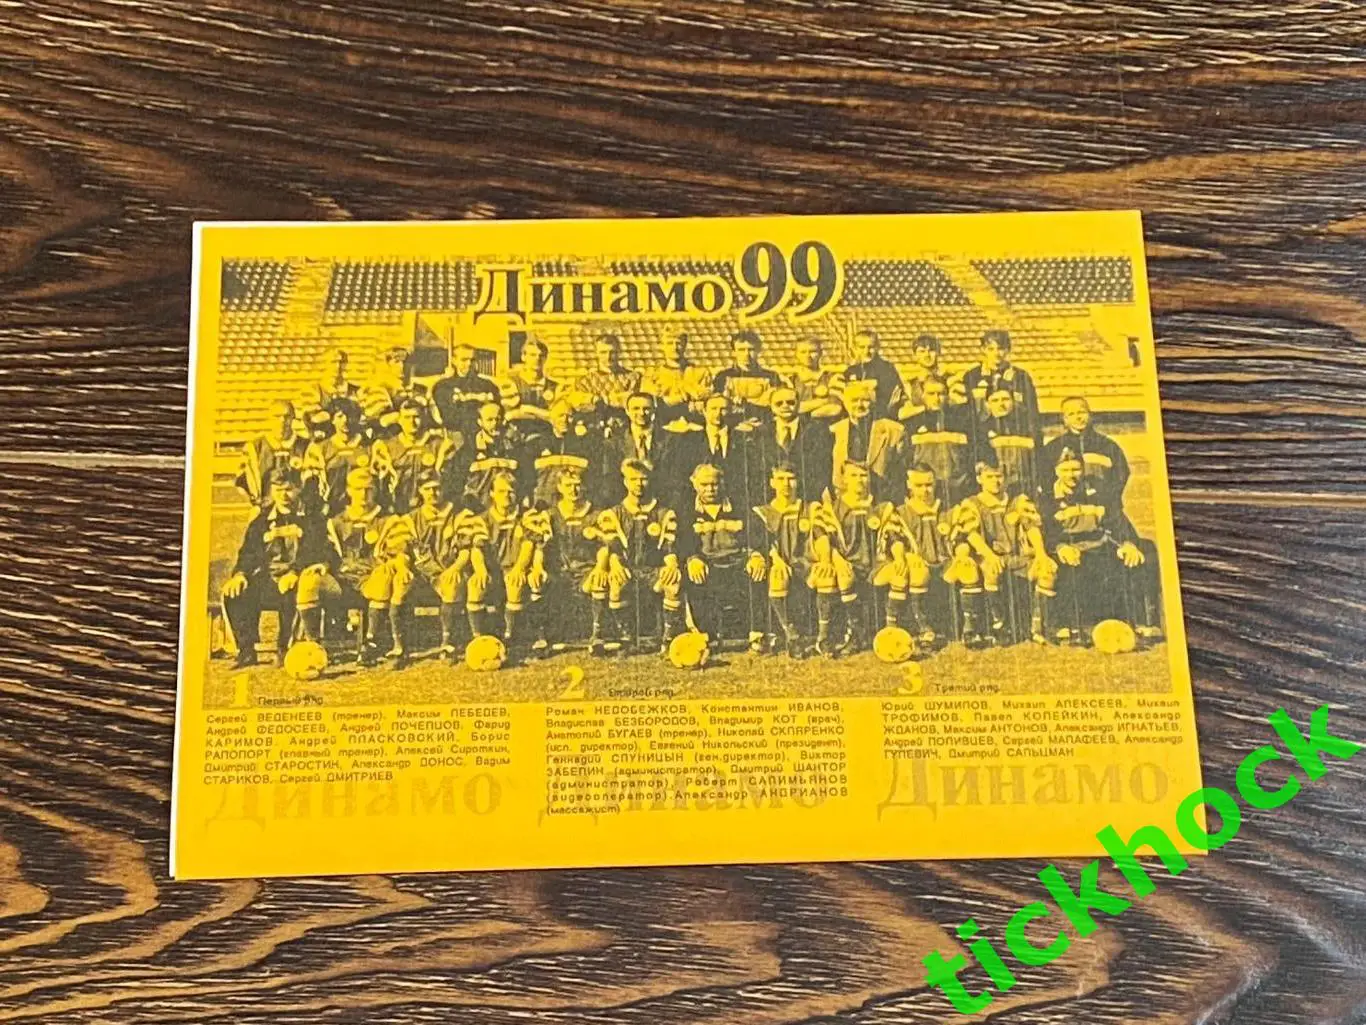 Динамо 99
1 Первый ряд
Сергей ВЕДЕНЕЕВ (тренер), Максим ЛЕБЕДЕВ,
Андрей ФЕДОСЕЕВ, Андрей ПОЧЕПЦОВ, Фарид
КАРИМОВ, Андрей ПЛАСКОВСКИЙ, Борис
РАПОПОРТ (главный тренер), Алексей Сироткин,
Дмитрий СТАРОСТИН, Александр ДОНОС, Вадим
СТАРИКОВ, Сергей ДМИТРИЕВ
2 Второй ряд
Роман НЕДОБЕЖКОВ, Константин ИВАНОВ,
Владислав БЕЗБОРОДОВ, Владимир КОТ (врач),
Анатолий БУГАЕВ (тренер), Николай СКЛЯРЕНКО
(исп. директор), Евгений Никольский (президент),
Геннадий СПУНИЦЫН (ген.директор), Виктор
ЗАБЕЛИН (администратор), Дмитрий ШАНТОР
(администратор), Роберт САЛИМЬЯНОВ
(видеооператор), Александр АНДРИАНОВ
(массажист)
3 Третий ряд
Юрий ШУМИЛОВ, Михаил АЛЕКСЕЕВ, Михаил
ТРОФИМОВ, Павел КОПЕЙКИН, Александр
ЖДАНОВ, Максим АНТОНОВ, Александр ИГНАТЬЕВ,
Андрей ПОПИВЦЕВ, Сергей МАЛАФЕЕВ, Александр
ГУЛЕВИЧ, Дмитрий САЛЬЦМАН
Динамо Динамо Динамо
tickhock